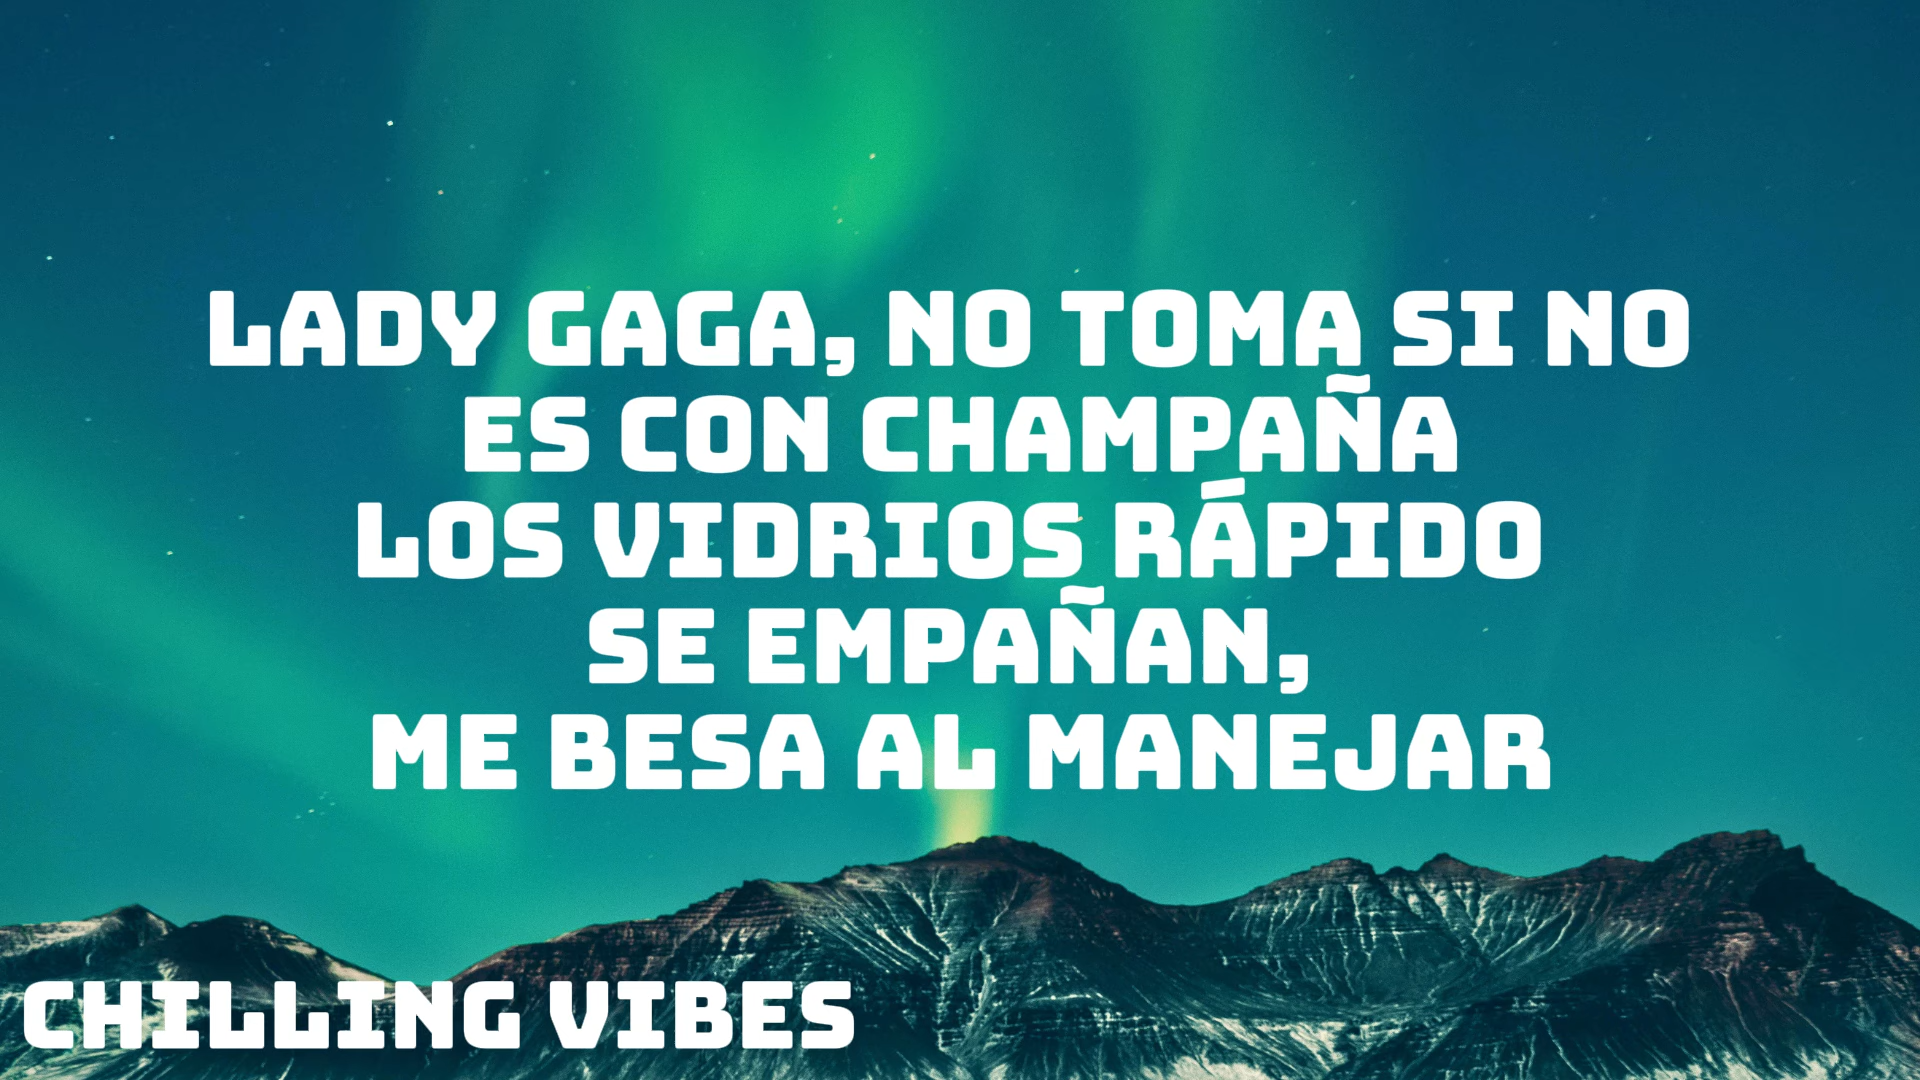 LADY GAGA, NO TOMA SI NO
ES CON CHAMPAÑA
LOS VIDRIOS RÁPIDO
SE EMPAÑAN,
ME BESA AL MANEJAR
CHILLING VIBES